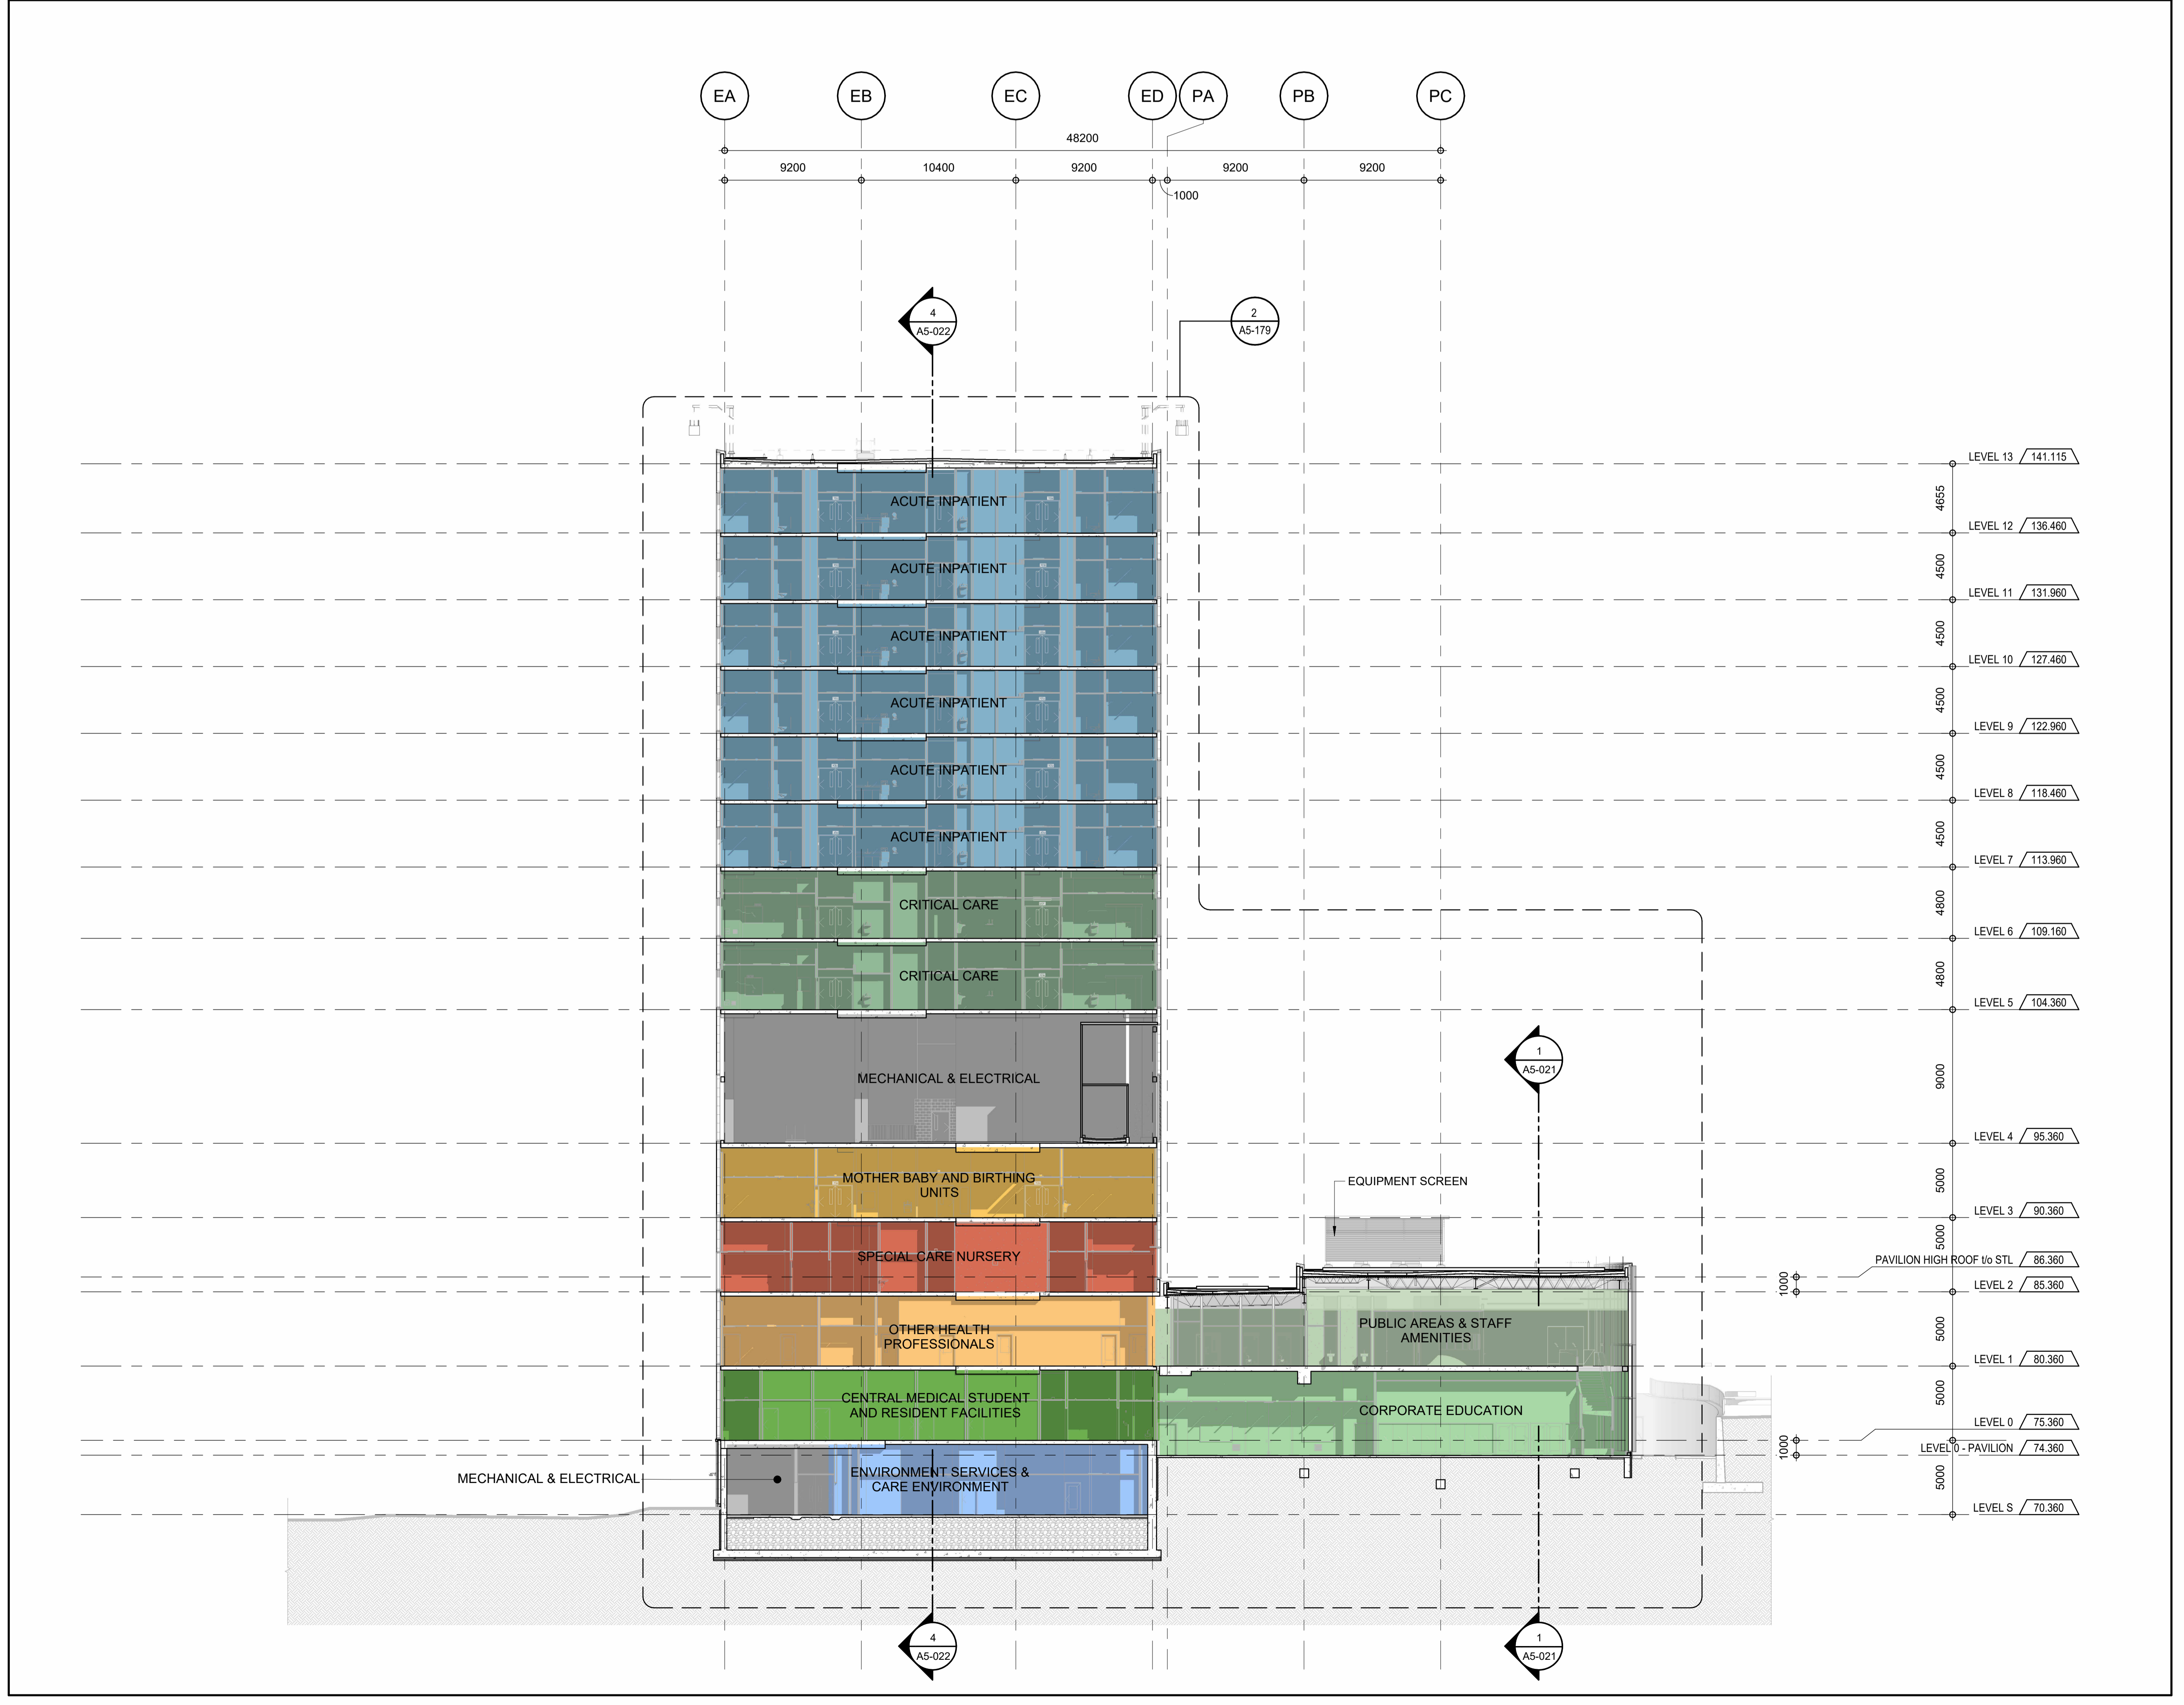 EA EB EC ED PA PB PC
48200
9200 10400 9200 9200 9200
1000
4
A5-022
2
A5-179
LEVEL 13 141.115
4655
ACUTE INPATIENT
LEVEL 12 136.460
4500
ACUTE INPATIENT
LEVEL 11 131.960
4500
ACUTE INPATIENT
LEVEL 10 127.460
4500
ACUTE INPATIENT
LEVEL 9 122.960
4500
ACUTE INPATIENT
LEVEL 8 118.460
4500
ACUTE INPATIENT
LEVEL 7 113.960
4800
CRITICAL CARE
LEVEL 6 109.160
4800
CRITICAL CARE
LEVEL 5 104.360
1
A5-021
9000
MECHANICAL & ELECTRICAL
LEVEL 4 95.360
5000
MOTHER BABY AND BIRTHING
UNITS
EQUIPMENT SCREEN
LEVEL 3 90.360
5000
SPECIAL CARE NURSERY
PAVILION HIGH ROOF t/o STL 86.360
1000
LEVEL 2 85.360
OTHER HEALTH
PROFESSIONALS
PUBLIC AREAS & STAFF
AMENITIES
5000
LEVEL 1 80.360
5000
CENTRAL MEDICAL STUDENT
AND RESIDENT FACILITIES
CORPORATE EDUCATION
LEVEL 0 75.360
1000
LEVEL 0 - PAVILION 74.360
MECHANICAL & ELECTRICAL
ENVIRONMENT SERVICES &
CARE ENVIRONMENT
5000
LEVEL S 70.360
4
A5-022
1
A5-021